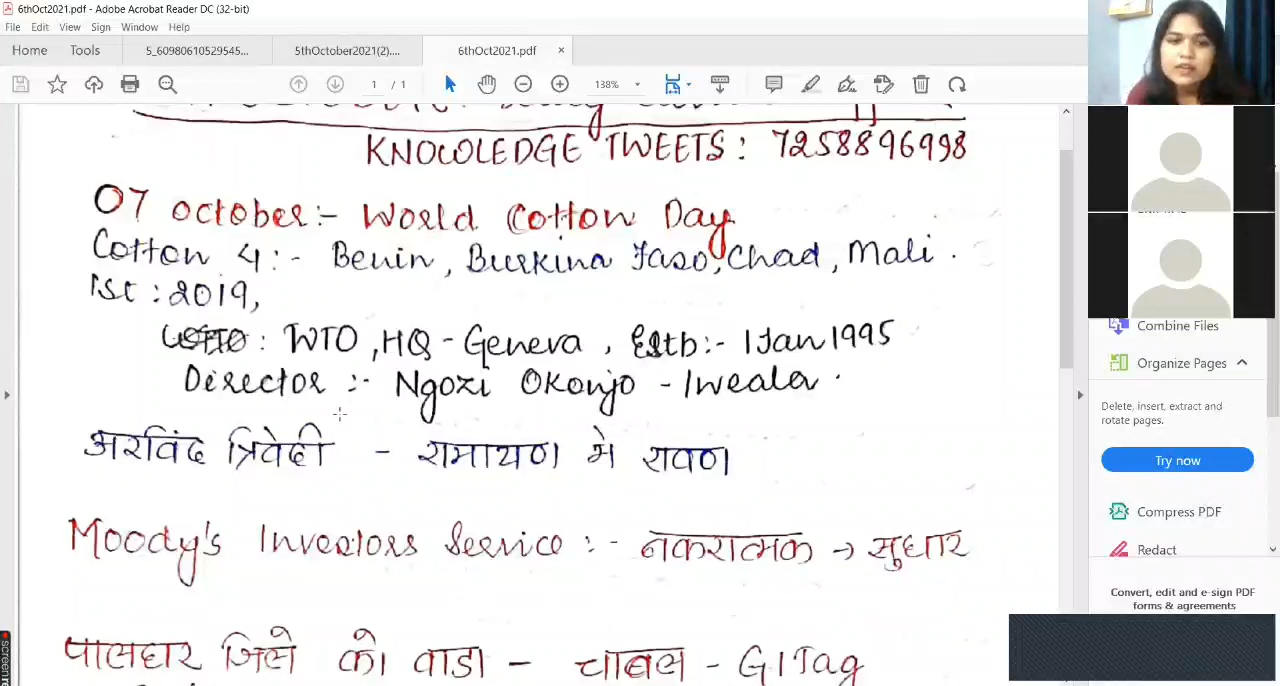 6thOct2021.pdf - Adobe Acrobat Reader DC (32-bit)
File Edit View Sign Window Help
Home Tools 5_60980610529545... 5thOctober2021(2).... 6thOct2021.pdf ×
1 / 1 138%
KNOWLEDGE TWEETS: 7258896998
07 october:- World Cotton Day
Cotton 4:- Benin, Burkina Faso, Chad, Mali.
Ist: 2019,
: WTO, HQ - Geneva, Estb:- 1 Jan 1995
Director :- Ngozi Okonjo - Iweala.
अरविंद त्रिवेदी - रामायण मे रावण
Moody's Investors Service :- नकरात्मक → सुधार
पालघर जिले को वाडा - चावल - GI Tag
Combine Files
Organize Pages
Delete, insert, extract and
rotate pages.
Try now
Compress PDF
Redact
Convert, edit and e-sign PDF
forms & agreements